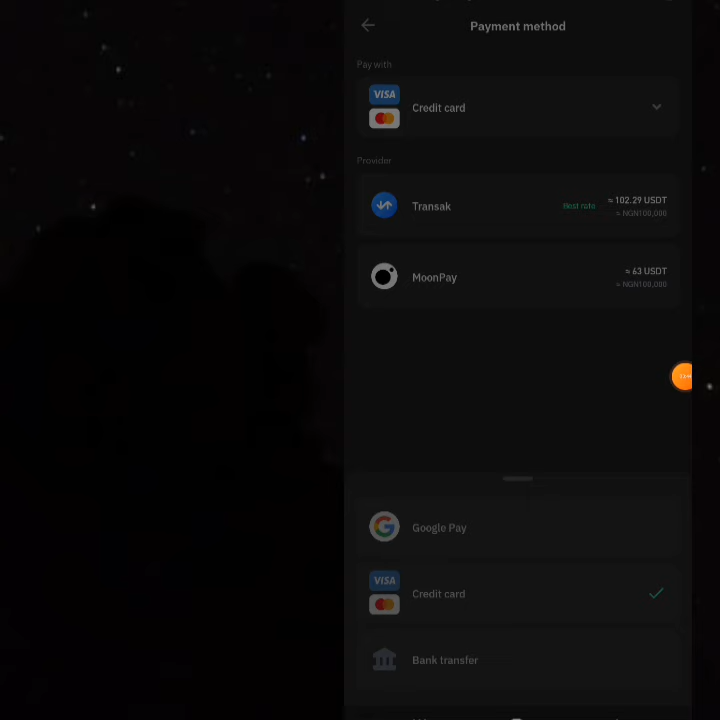 Payment method
Pay with
VISA
Credit card
Provider
Transak
Best rate
≈ 102.29 USDT
≈ NGN100,000
MoonPay
≈ 63 USDT
≈ NGN100,000
Google Pay
VISA
Credit card
Bank transfer